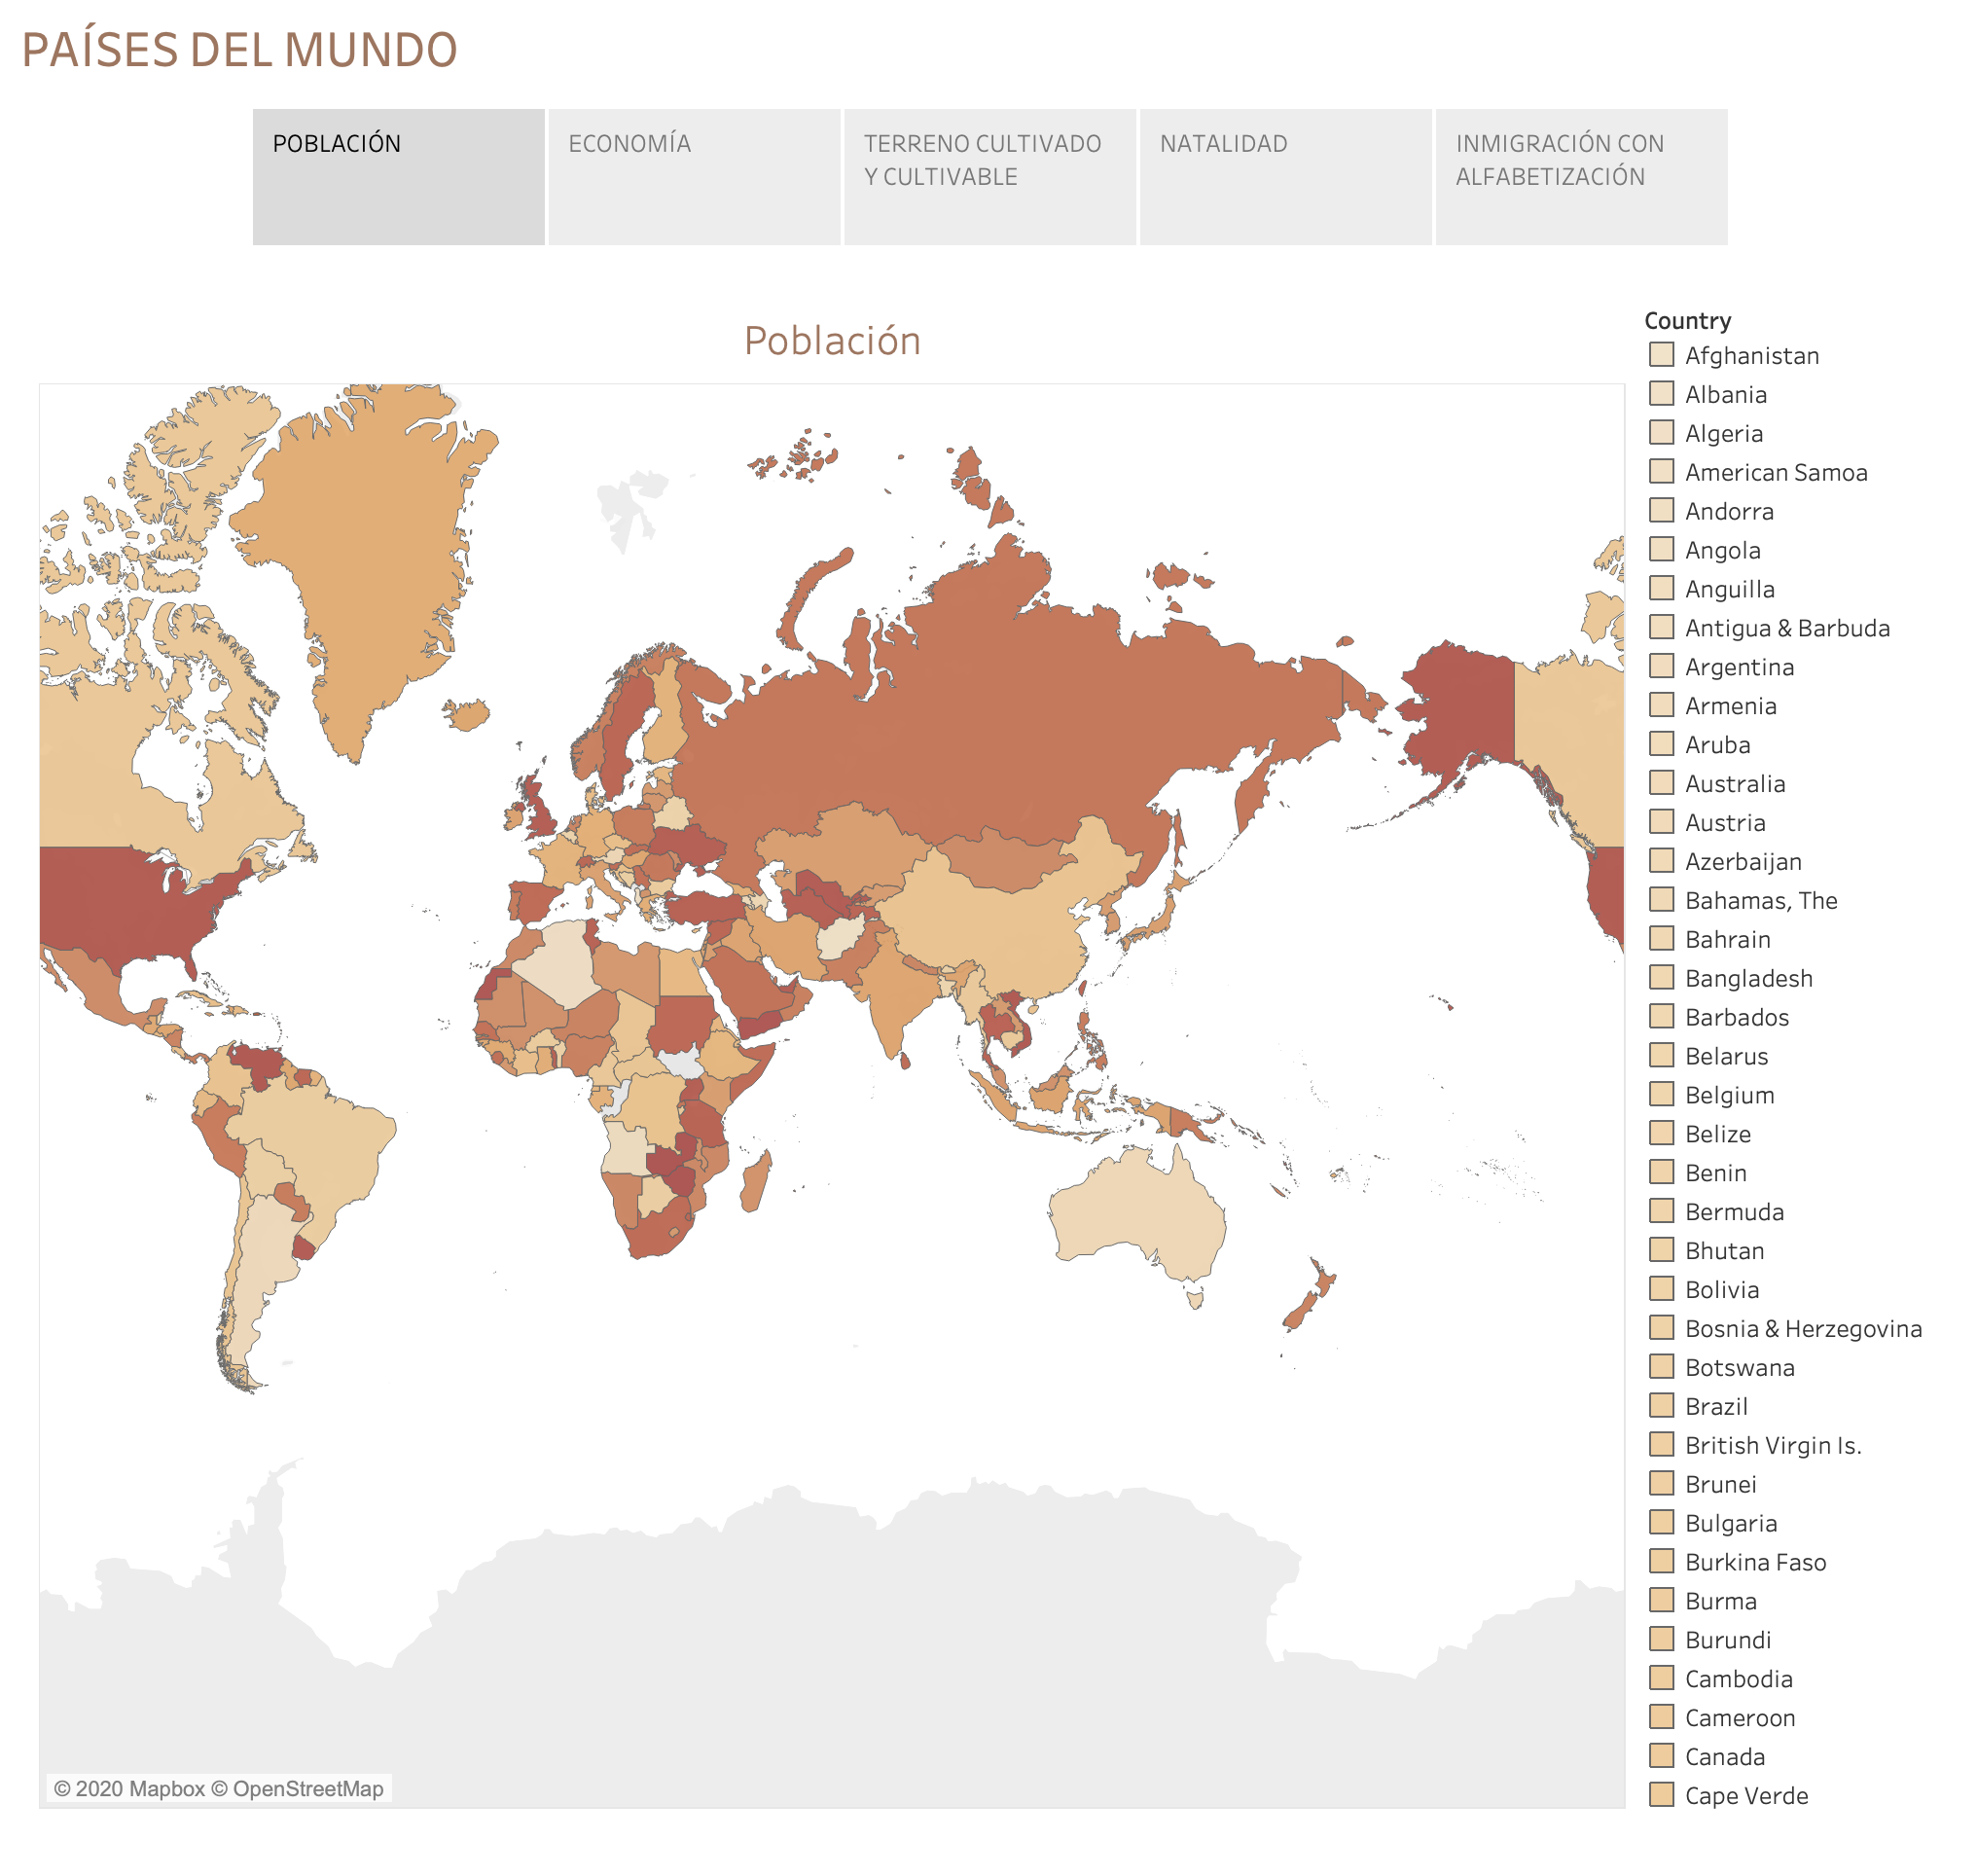 PAÍSES DEL MUNDO
POBLACIÓN
ECONOMÍA
TERRENO CULTIVADO
Y CULTIVABLE
NATALIDAD
INMIGRACIÓN CON
ALFABETIZACIÓN
Población
Country
Afghanistan
Albania
Algeria
American Samoa
Andorra
Angola
Anguilla
Antigua & Barbuda
Argentina
Armenia
Aruba
Australia
Austria
Azerbaijan
Bahamas, The
Bahrain
Bangladesh
Barbados
Belarus
Belgium
Belize
Benin
Bermuda
Bhutan
Bolivia
Bosnia & Herzegovina
Botswana
Brazil
British Virgin Is.
Brunei
Bulgaria
Burkina Faso
Burma
Burundi
Cambodia
Cameroon
Canada
Cape Verde
© 2020 Mapbox © OpenStreetMap